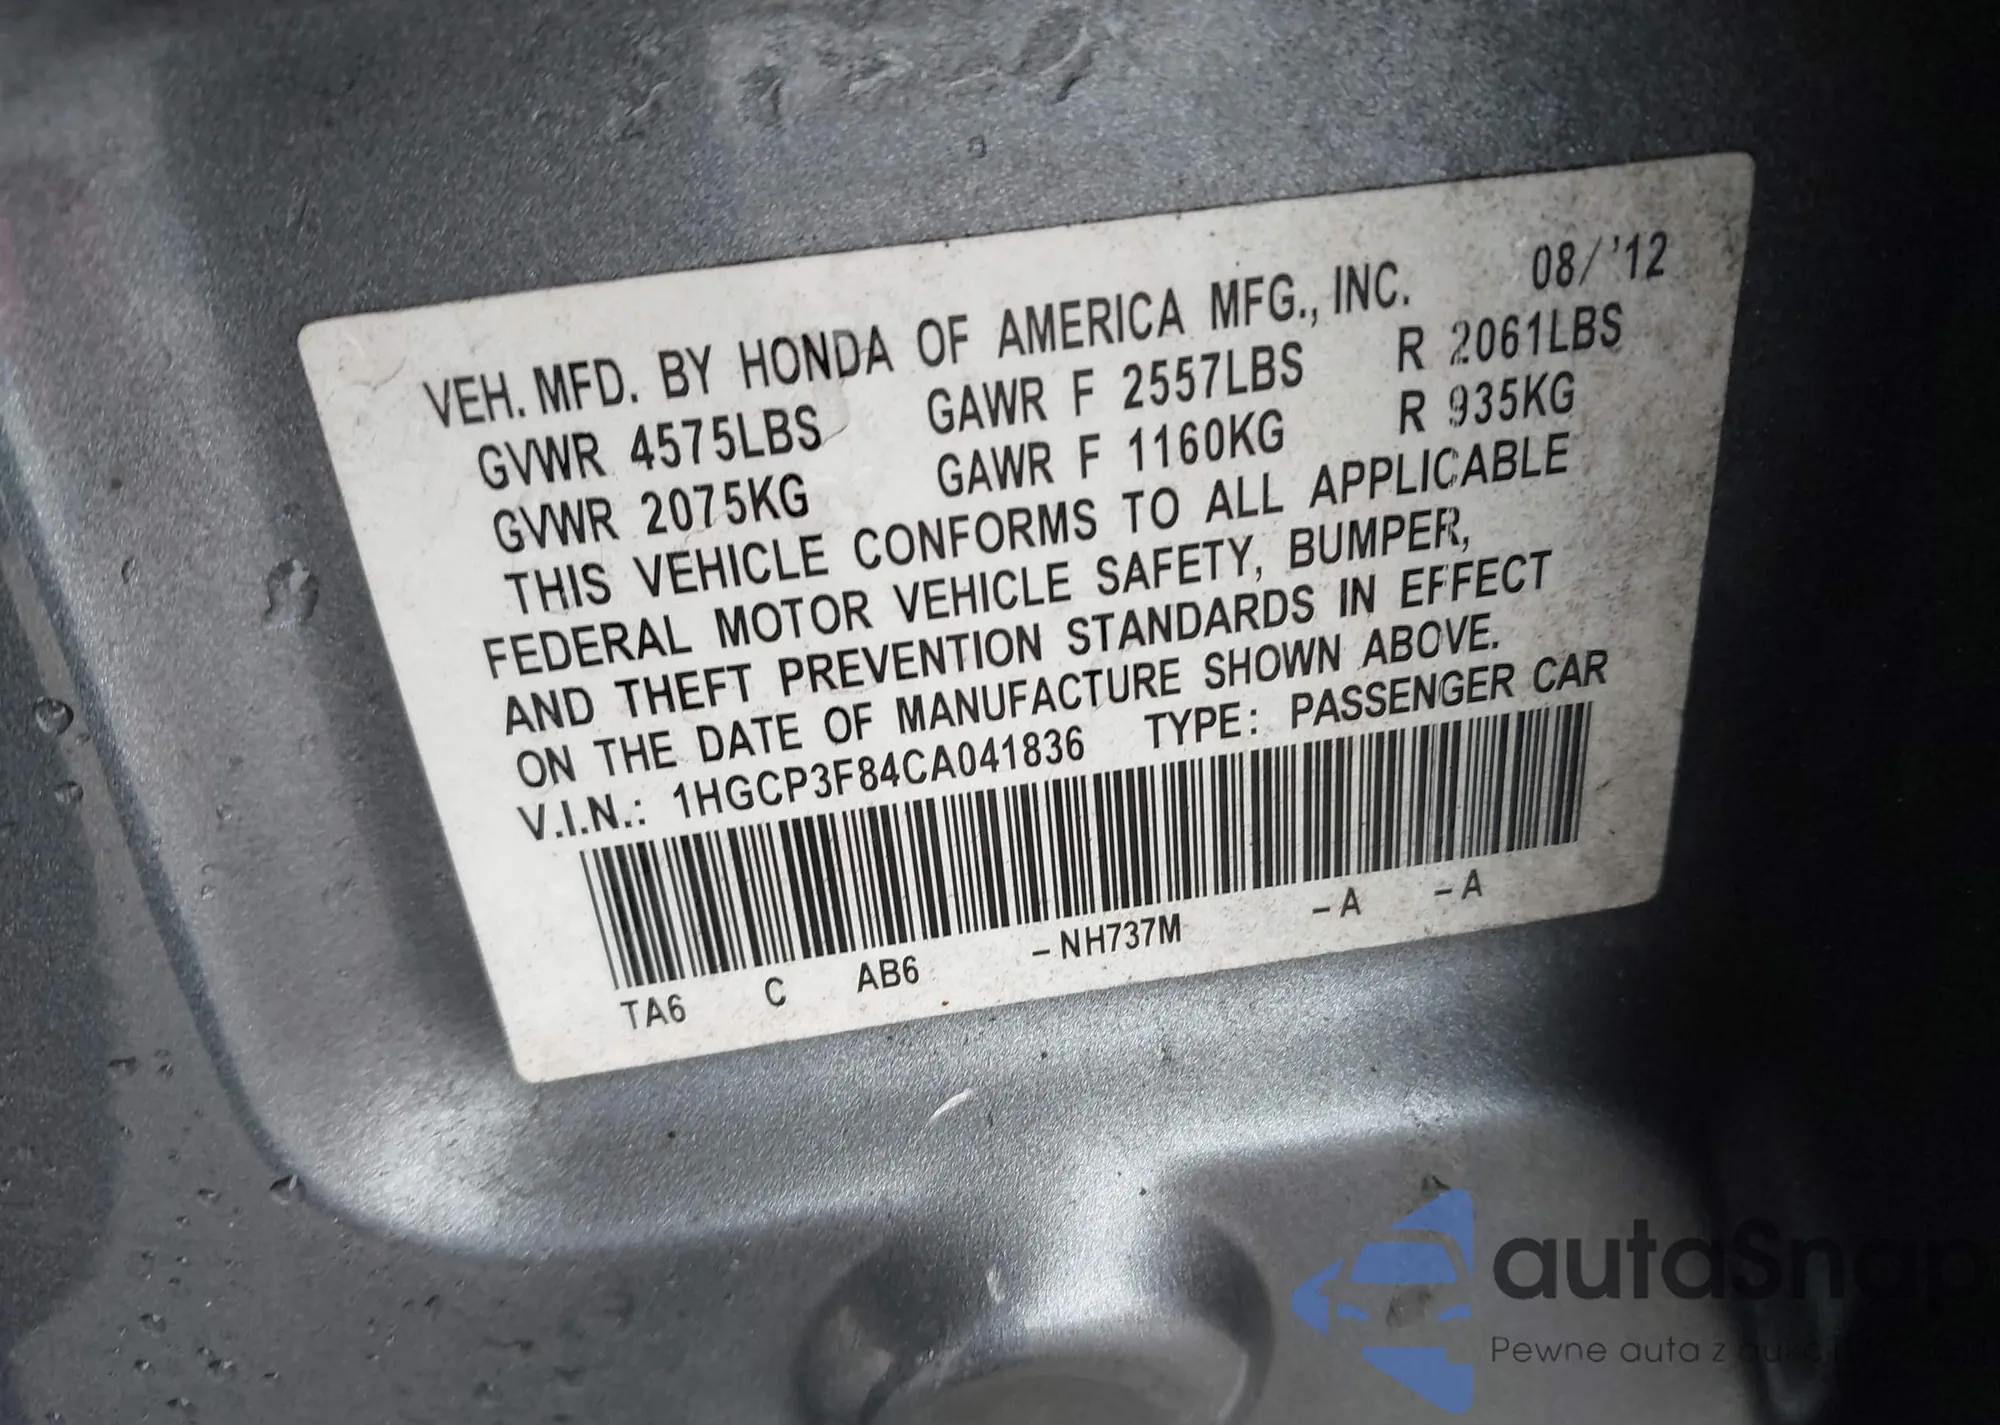 VEH. MFD. BY HONDA OF AMERICA MFG., INC. 08/ '12
GVWR 4575LBS GAWR F 2557LBS R 2061LBS
GVWR 2075KG GAWR F 1160KG R 935KG
THIS VEHICLE CONFORMS TO ALL APPLICABLE
FEDERAL MOTOR VEHICLE SAFETY, BUMPER,
AND THEFT PREVENTION STANDARDS IN EFFECT
ON THE DATE OF MANUFACTURE SHOWN ABOVE.
V.I.N.: 1HGCP3F84CA041836 TYPE: PASSENGER CAR
TA6 C AB6 –NH737M –A –A
autaSnap
Pewne auta z